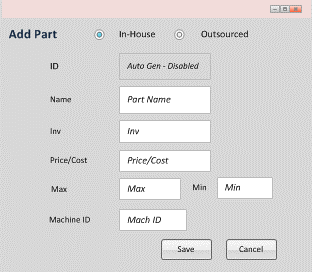 Add Part In-House Outsourced
ID Auto Gen - Disabled
Name Part Name
Inv Inv
Price/Cost Price/Cost
Max Max Min Min
Machine ID Mach ID
Save Cancel